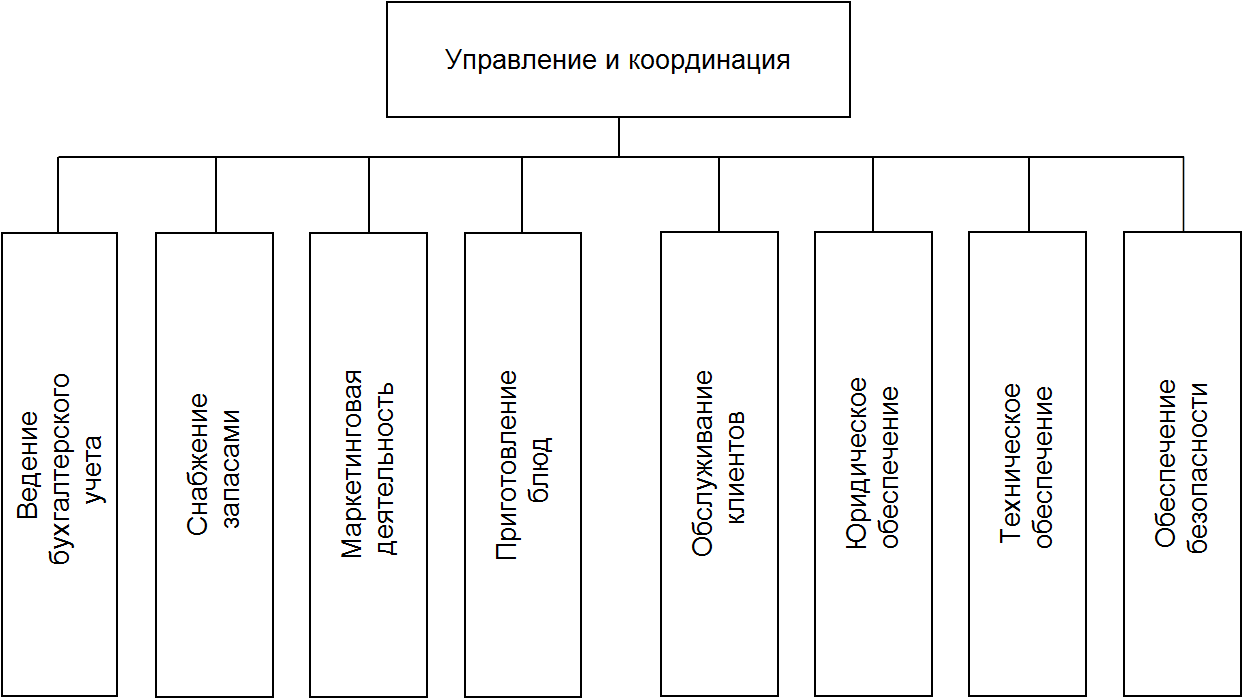 Управление и координация
Ведение
бухгалтерского
учета
Снабжение
запасами
Маркетинговая
деятельность
Приготовление
блюд
Обслуживание
клиентов
Юридическое
обеспечение
Техническое
обеспечение
Обеспечение
безопасности